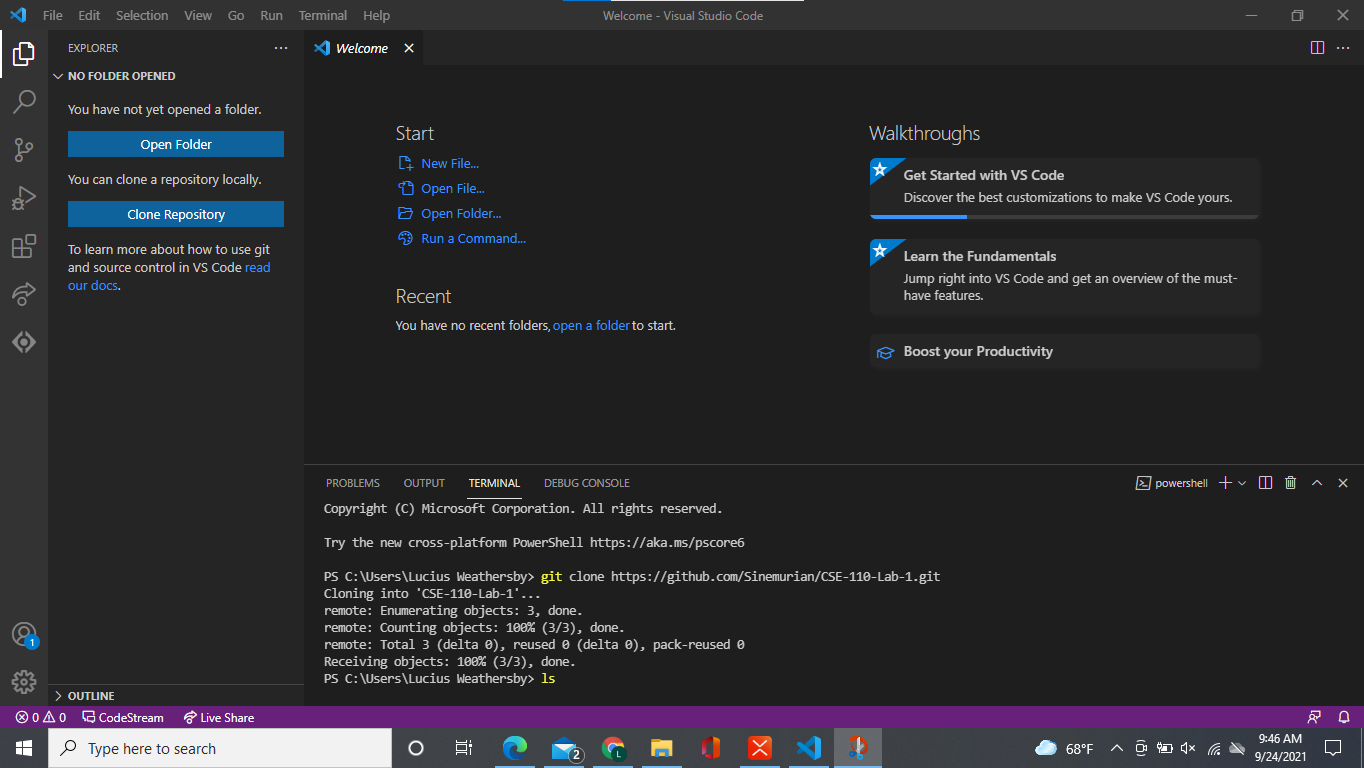 File Edit Selection View Go Run Terminal Help
Welcome - Visual Studio Code
EXPLORER
NO FOLDER OPENED
You have not yet opened a folder.
Open Folder
You can clone a repository locally.
Clone Repository
To learn more about how to use git
and source control in VS Code read
our docs.
OUTLINE
1
Welcome
Start
New File...
Open File...
Open Folder...
Run a Command...
Recent
You have no recent folders, open a folder to start.
Walkthroughs
Get Started with VS Code
Discover the best customizations to make VS Code yours.
Learn the Fundamentals
Jump right into VS Code and get an overview of the must-
have features.
Boost your Productivity
PROBLEMS OUTPUT TERMINAL DEBUG CONSOLE
powershell
Copyright (C) Microsoft Corporation. All rights reserved.
Try the new cross-platform PowerShell https://aka.ms/pscore6
PS C:\Users\Lucius Weathersby> git clone https://github.com/Sinemurian/CSE-110-Lab-1.git
Cloning into 'CSE-110-Lab-1'...
remote: Enumerating objects: 3, done.
remote: Counting objects: 100% (3/3), done.
remote: Total 3 (delta 0), reused 0 (delta 0), pack-reused 0
Receiving objects: 100% (3/3), done.
PS C:\Users\Lucius Weathersby> ls
0 0 CodeStream Live Share
Type here to search
2
L
68°F
9:46 AM
9/24/2021